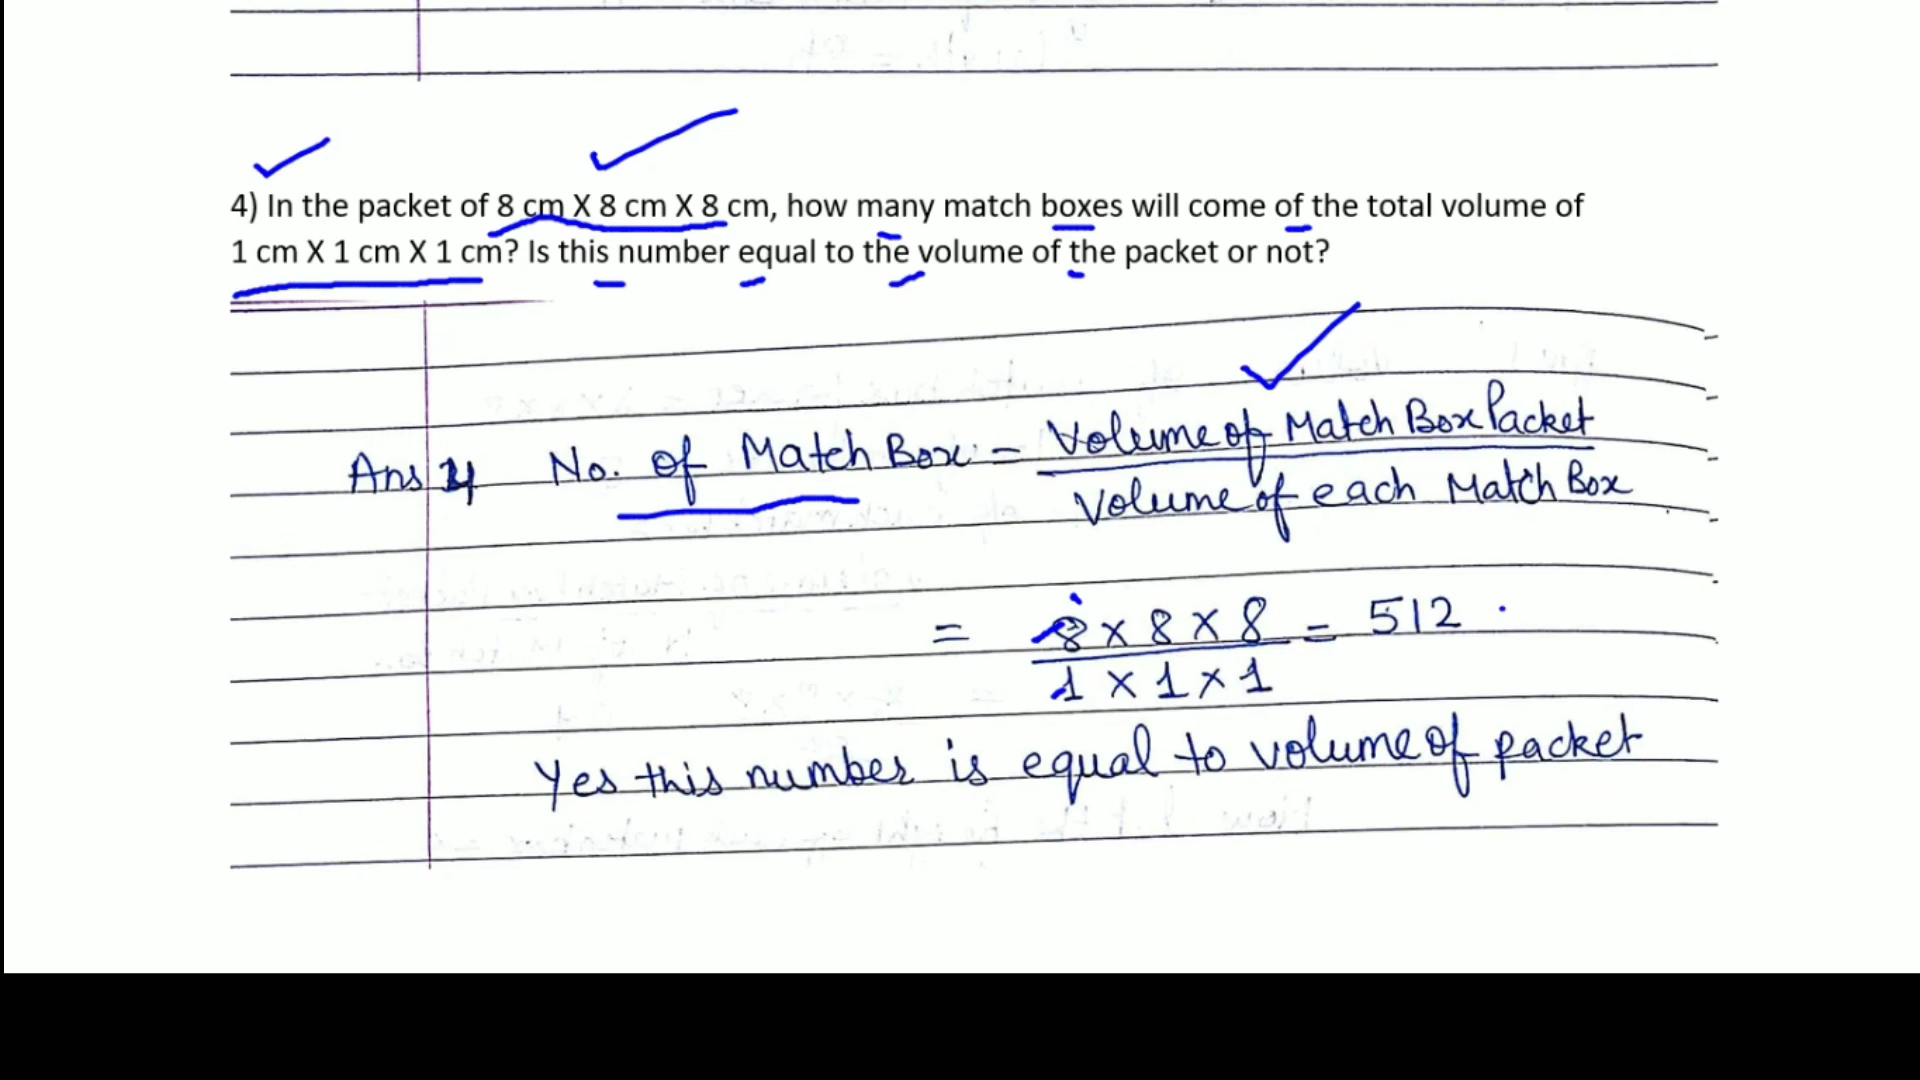 4) In the packet of 8 cm X 8 cm X 8 cm, how many match boxes will come of the total volume of
1 cm X 1 cm X 1 cm? Is this number equal to the volume of the packet or not?
Ans 4 No. of Match Box = Volume of Match Box Packet
Volume of each Match Box
= 8 x 8 x 8 = 512
1 x 1 x 1
Yes this number is equal to volume of packet